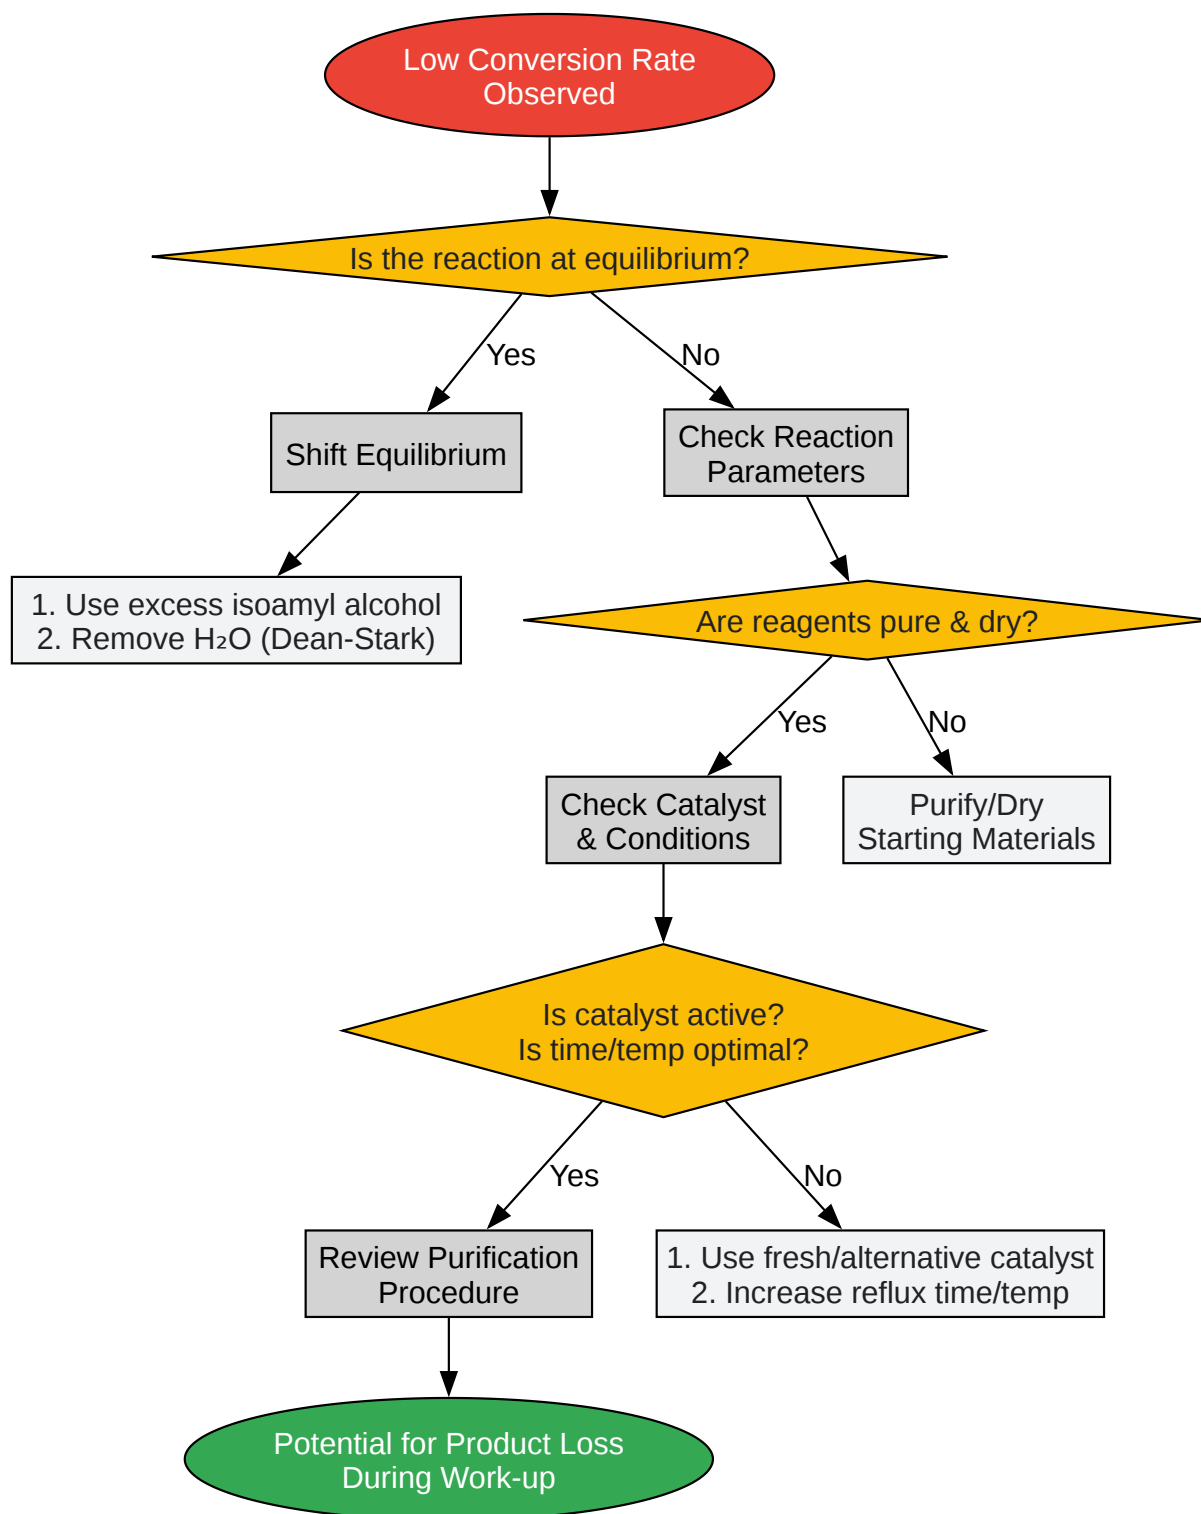 Low Conversion Rate
Observed
Is the reaction at equilibrium?
Yes
No
Shift Equilibrium
Check Reaction
Parameters
1. Use excess isoamyl alcohol
2. Remove H₂O (Dean-Stark)
Are reagents pure & dry?
Yes
No
Check Catalyst
& Conditions
Purify/Dry
Starting Materials
Is catalyst active?
Is time/temp optimal?
Yes
No
Review Purification
Procedure
1. Use fresh/alternative catalyst
2. Increase reflux time/temp
Potential for Product Loss
During Work-up